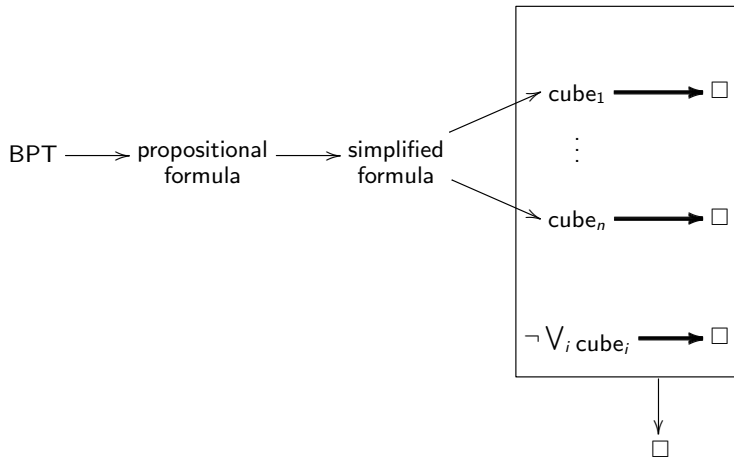 cube₁ □
⋮
BPT propositional formula simplified formula
cubeₙ □
¬ ⋁ᵢ cubeᵢ □
□